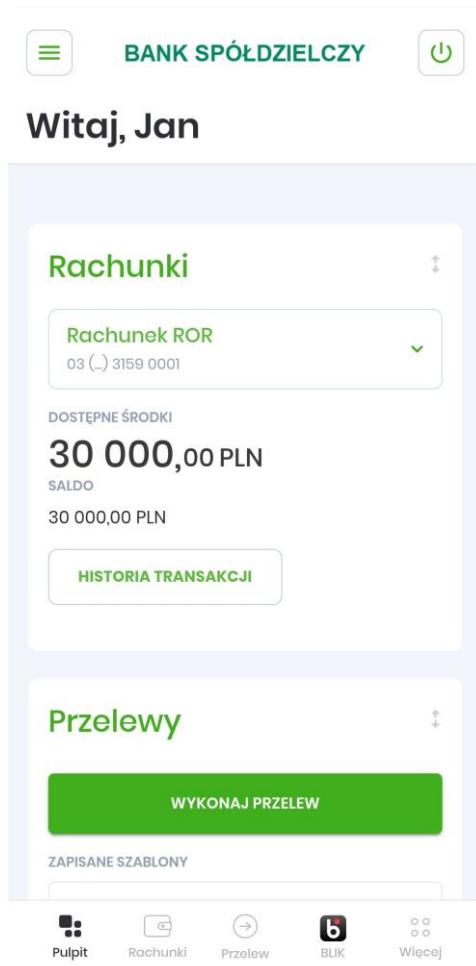 BANK SPÓŁDZIELCZY
Witaj, Jan
Rachunki
Rachunek ROR
03 (...) 3159 0001
DOSTĘPNE ŚRODKI
30 000,00 PLN
SALDO
30 000,00 PLN
HISTORIA TRANSAKCJI
Przelewy
WYKONAJ PRZELEW
ZAPISANE SZABLONY
Pulpit Rachunki Przelew BLIK Więcej